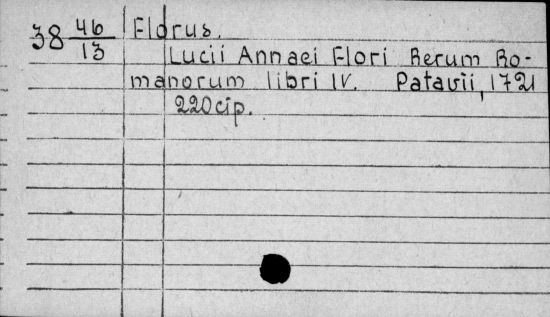 38 46/13 Florus.
Lucii Annaei Flori Rerum Ro-
manorum libri IV. Patavii, 1721
220 cip.